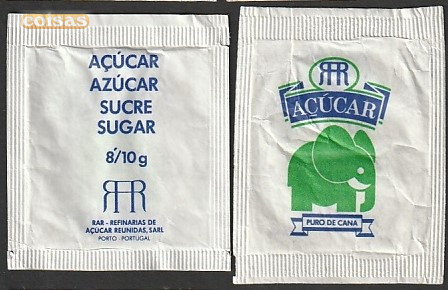 coisas
AÇÚCAR
AZÚCAR
SUCRE
SUGAR
8/10 g
RAR
RAR - REFINARIAS DE
AÇÚCAR REUNIDAS, SARL
PORTO - PORTUGAL
RAR
AÇÚCAR
PURO DE CANA